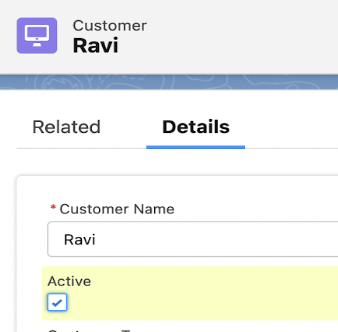 Customer
Ravi
Related Details
* Customer Name
Ravi
Active